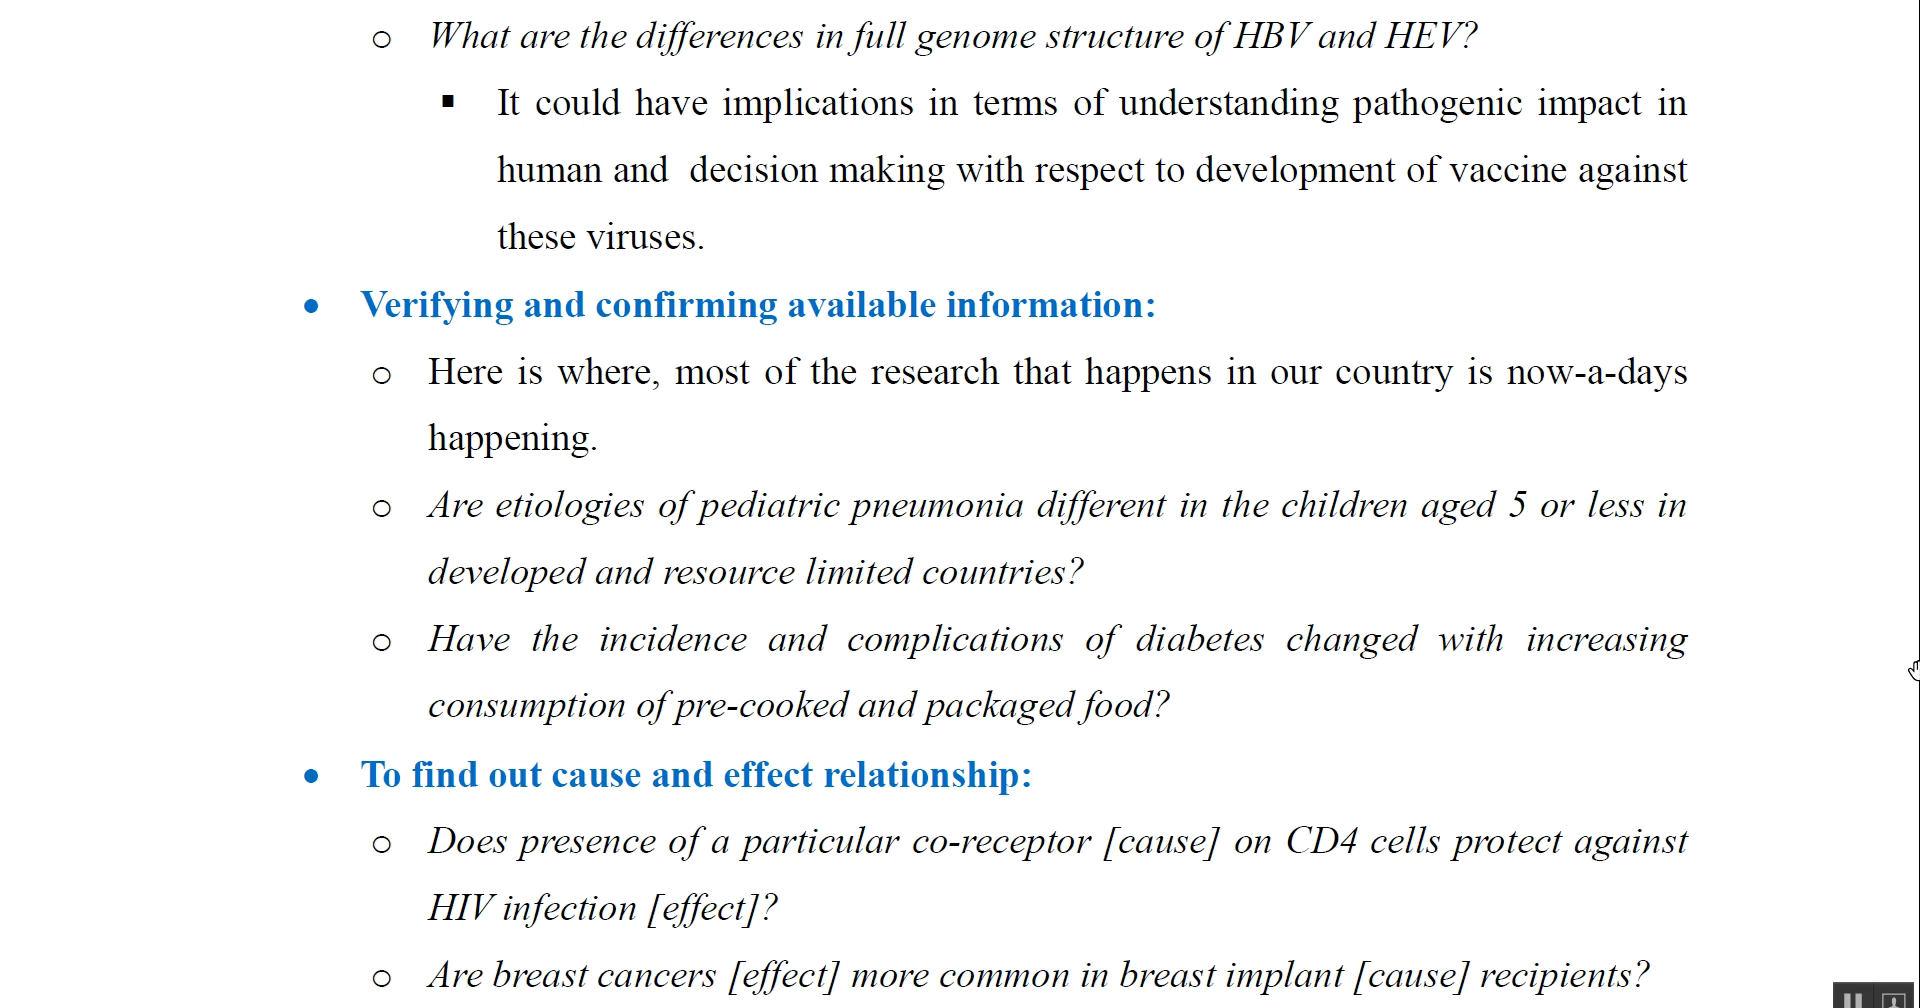 o What are the differences in full genome structure of HBV and HEV?
▪ It could have implications in terms of understanding pathogenic impact in
human and decision making with respect to development of vaccine against
these viruses.
• Verifying and confirming available information:
o Here is where, most of the research that happens in our country is now-a-days
happening.
o Are etiologies of pediatric pneumonia different in the children aged 5 or less in
developed and resource limited countries?
o Have the incidence and complications of diabetes changed with increasing
consumption of pre-cooked and packaged food?
• To find out cause and effect relationship:
o Does presence of a particular co-receptor [cause] on CD4 cells protect against
HIV infection [effect]?
o Are breast cancers [effect] more common in breast implant [cause] recipients?